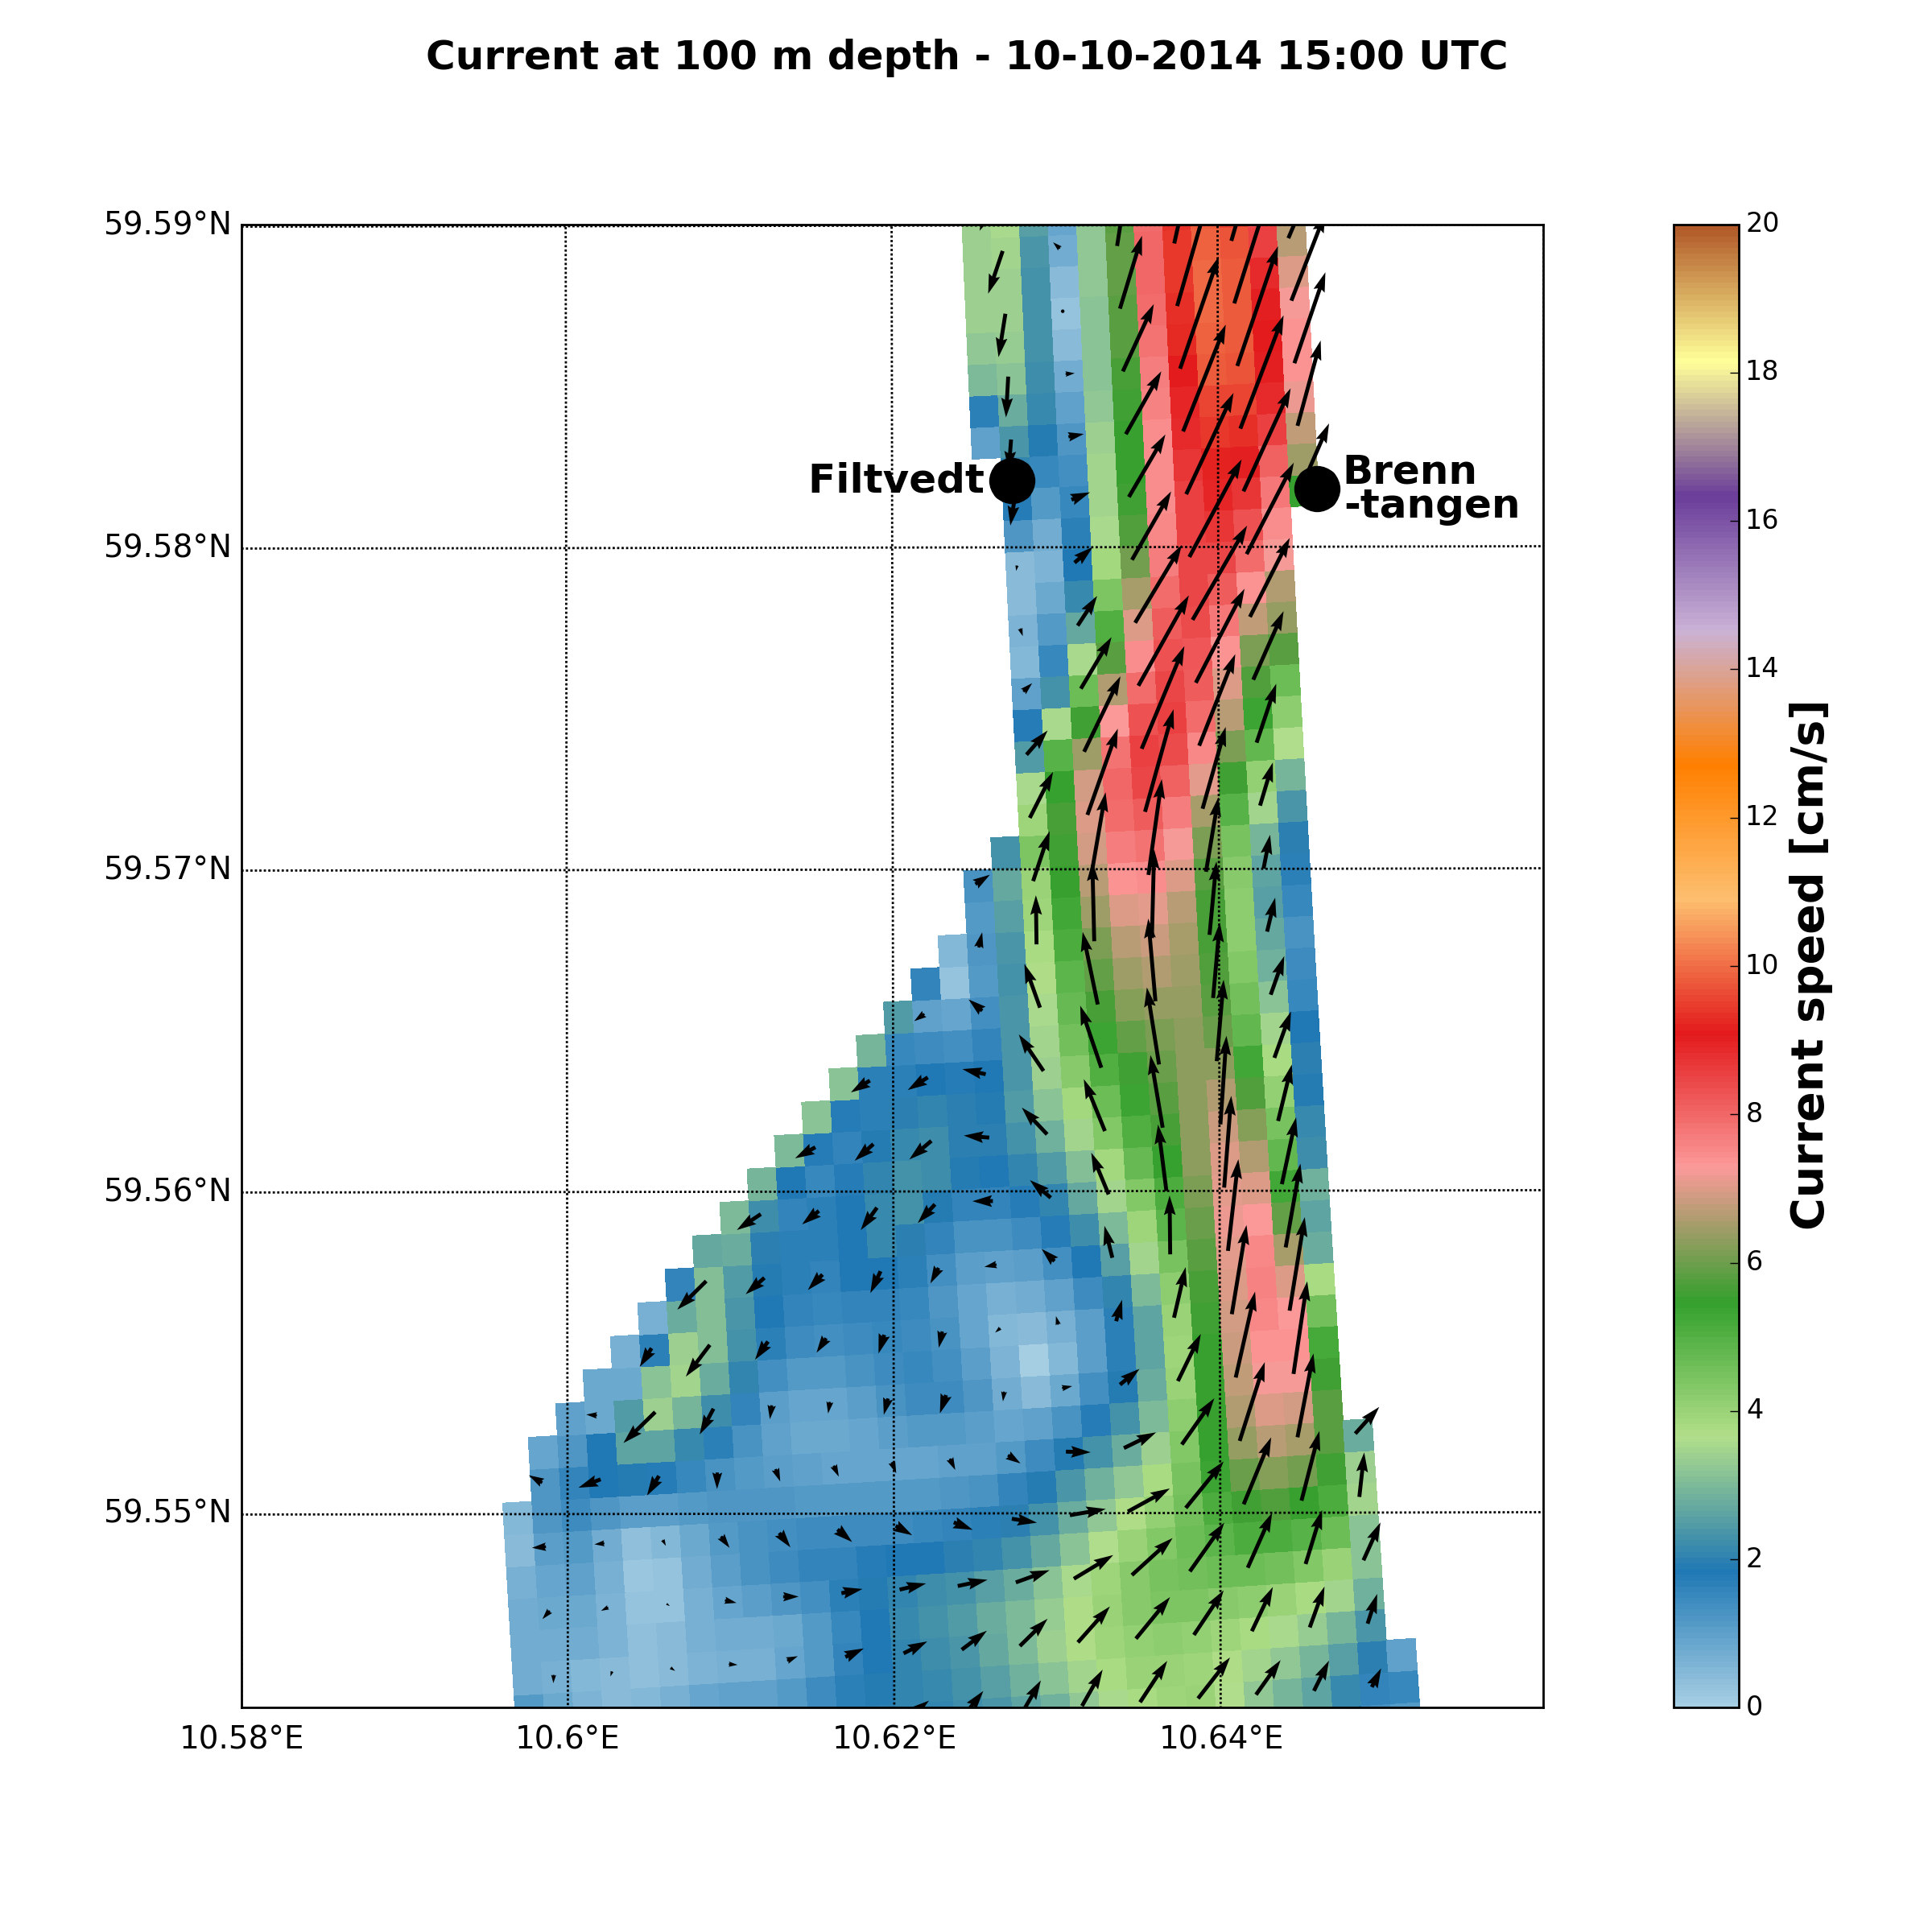 Current at 100 m depth - 10-10-2014 15:00 UTC
59.59°N
59.58°N
59.57°N
59.56°N
59.55°N
10.58°E
10.6°E
10.62°E
10.64°E
Filtvedt
Brenn
-tangen
20
18
16
14
12
10
8
6
4
2
0
Current speed [cm/s]